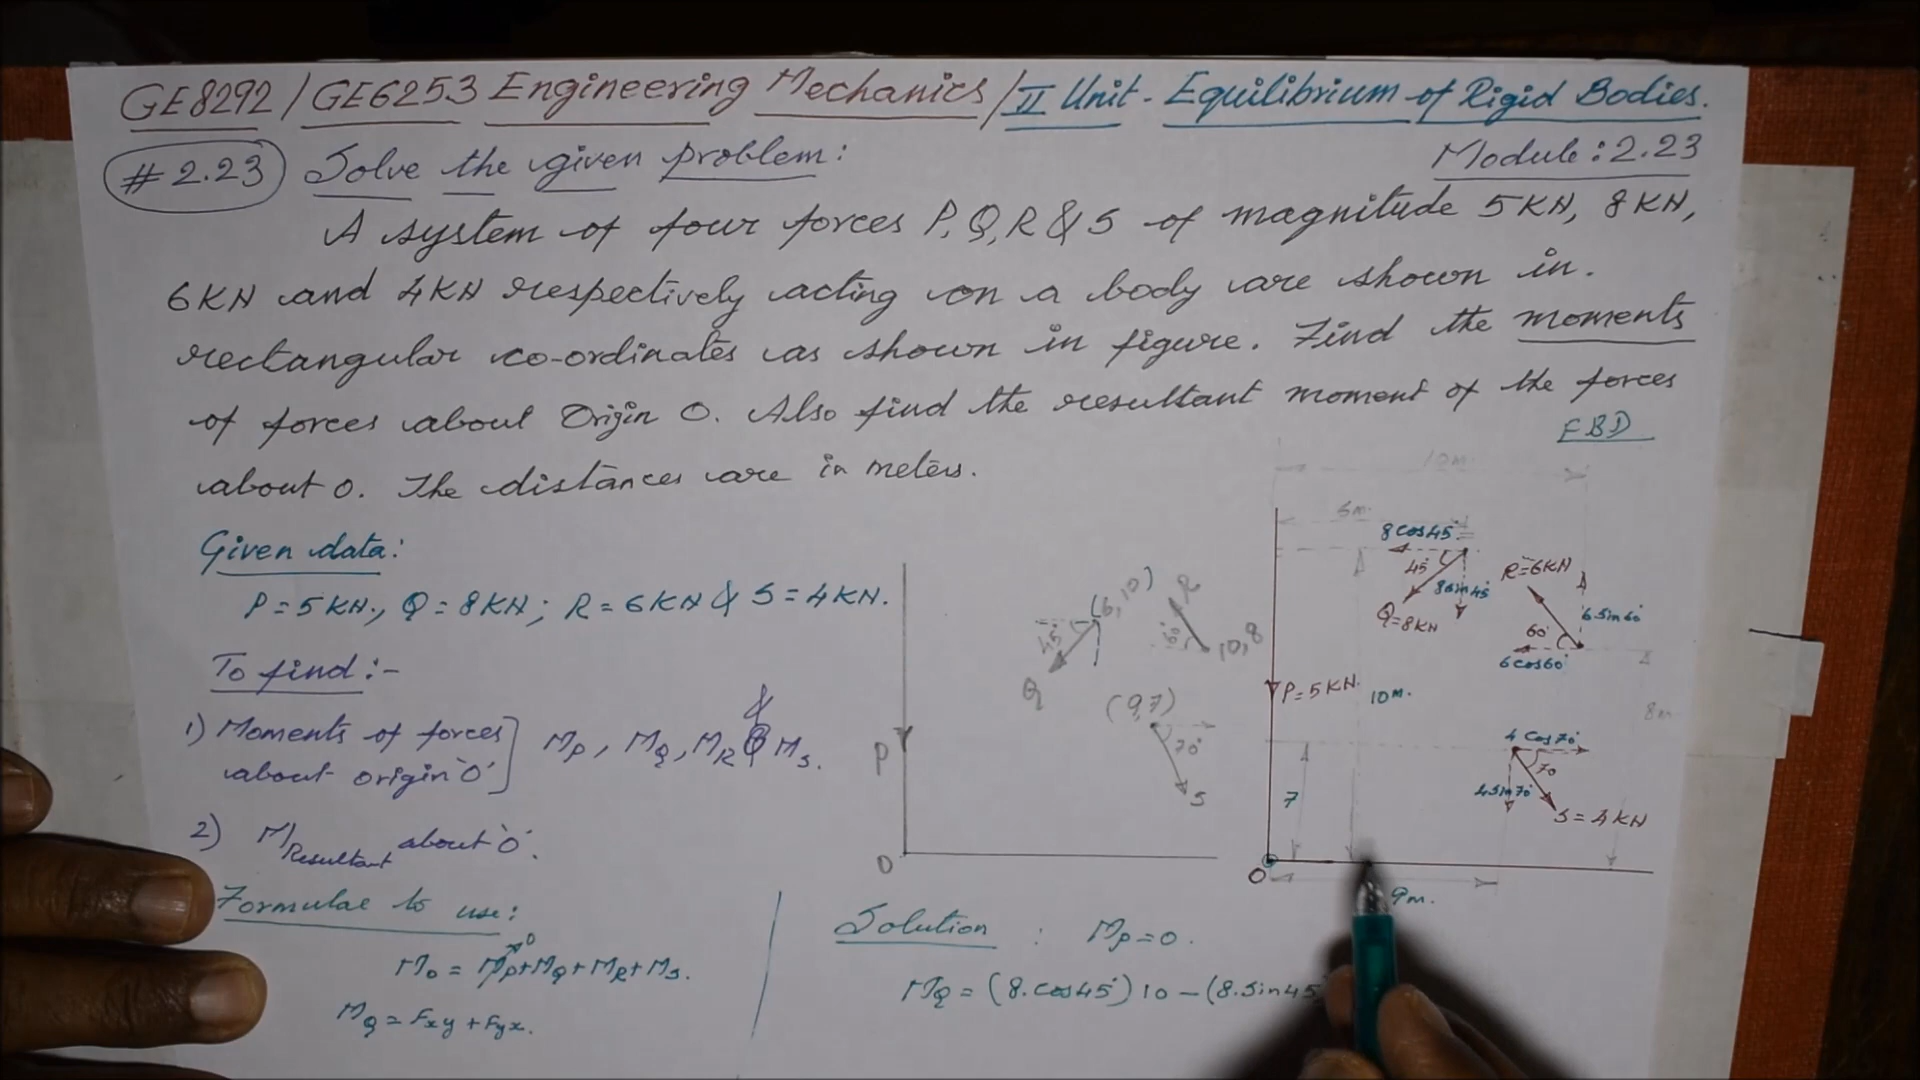 GE8292 / GE6253 Engineering Mechanics / II Unit - Equilibrium of Rigid Bodies.
# 2.23 Solve the given problem: Module: 2.23
A system of four forces P, Q, R & S of magnitude 5KN, 8KN,
6KN and 4KN respectively acting on a body are shown in.
rectangular co-ordinates as shown in figure. Find the moments
of forces about Origin O. Also find the resultant moment of the forces
about O. The distances are in meters.
FBD
Given data:
P = 5KN, Q = 8KN; R = 6KN & S = 4KN.
To find:-
1) Moments of forces about origin 'O' ] MP, MQ, MR & MS.
2) M Resultant about 'O'.
Formulae to use:
Mo = MP + MQ + MR + MS.
0
MQ = Fxy + Fyx.
(6,10)
45°
Q
R
60°
10,8
(9,7)
70°
S
P
O
10m.
6m.
8cos45°
45°
8sin45
Q=8KN
R=6KN
6Sin60°
60°
6cos60°
P=5KN.
10m.
8m
4 Cos70°
70
4Sin70°
S=4KN
7
O
9m.
Solution : MP = 0.
MQ = (8.cos45°) 10 - (8.Sin45